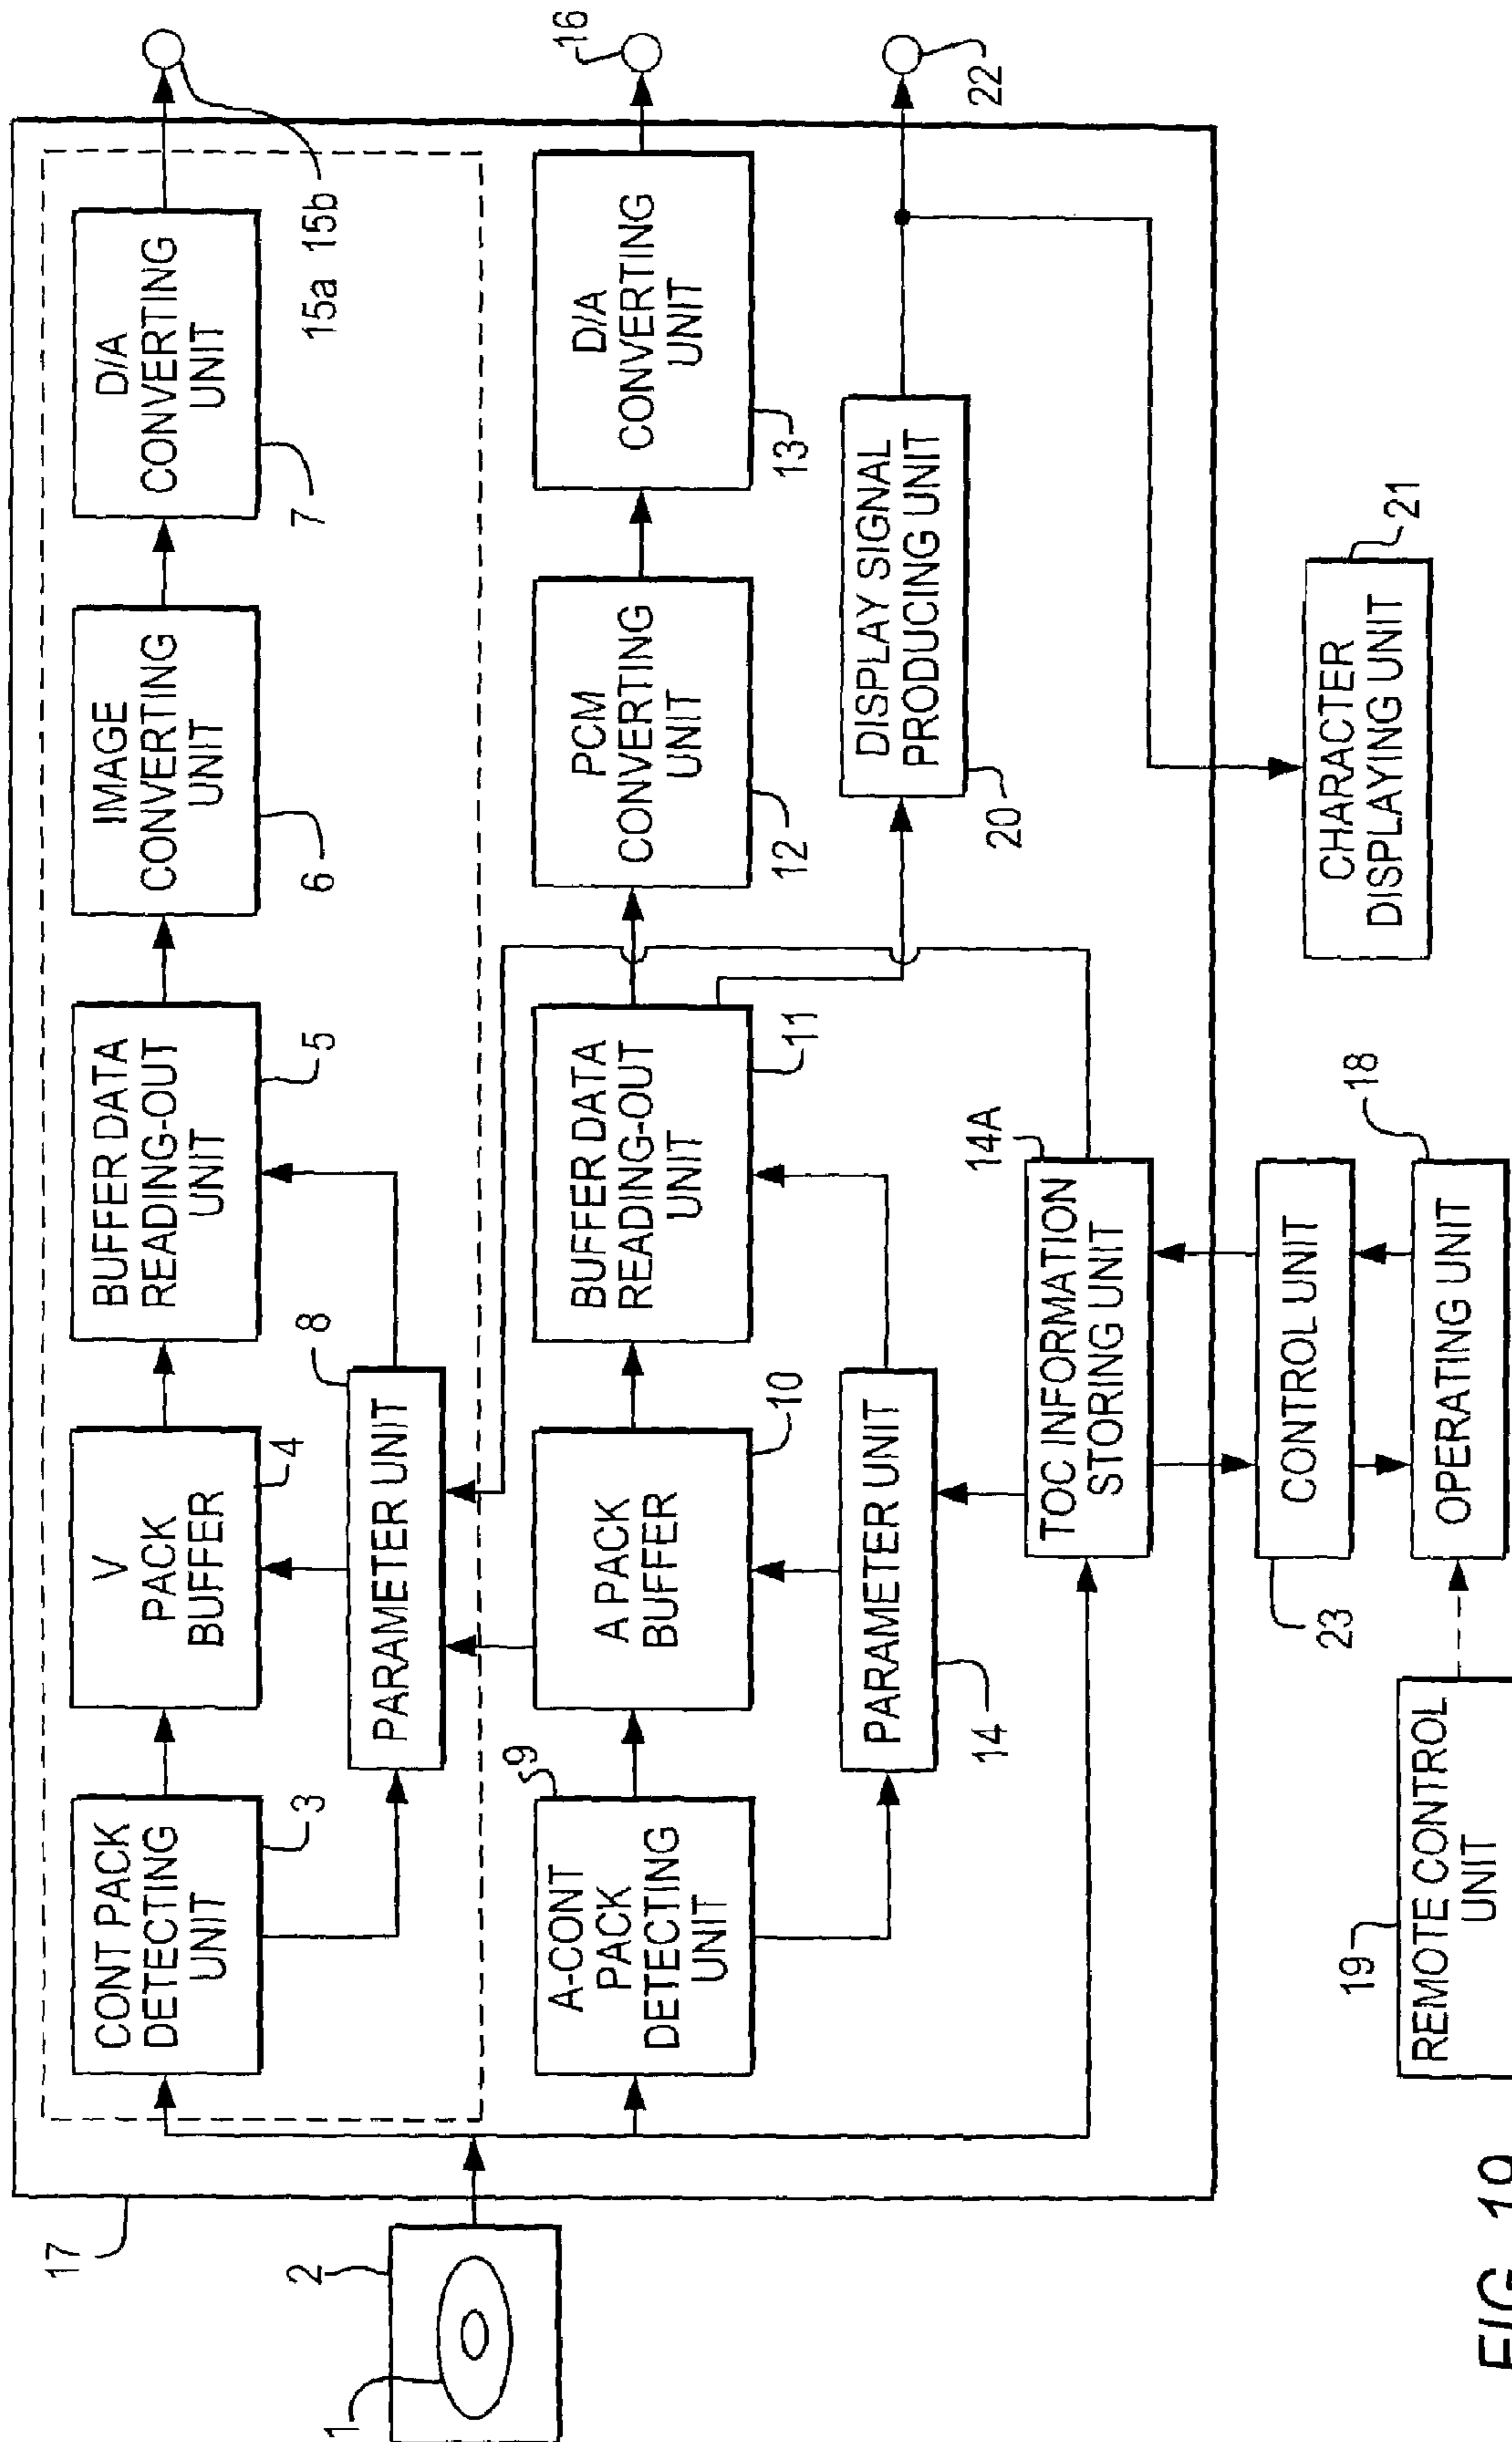 17
2
1
CONT PACK
DETECTING
UNIT
3
V
PACK
BUFFER
4
BUFFER DATA
READING-OUT
UNIT
5
IMAGE
CONVERTING
UNIT
6
D/A
CONVERTING
UNIT
7
15a 15b
PARAMETER UNIT
8
A-CONT
PACK
DETECTING
UNIT
9
A PACK
BUFFER
10
BUFFER DATA
READING-OUT
UNIT
11
PCM
CONVERTING
UNIT
12
D/A
CONVERTING
UNIT
13
16
PARAMETER UNIT
14
DISPLAY SIGNAL
PRODUCING UNIT
20
22
TOC INFORMATION
STORING UNIT
14A
CONTROL UNIT
23
CHARACTER
DISPLAYING UNIT
21
REMOTE CONTROL
UNIT
19
OPERATING UNIT
18
FIG. 19